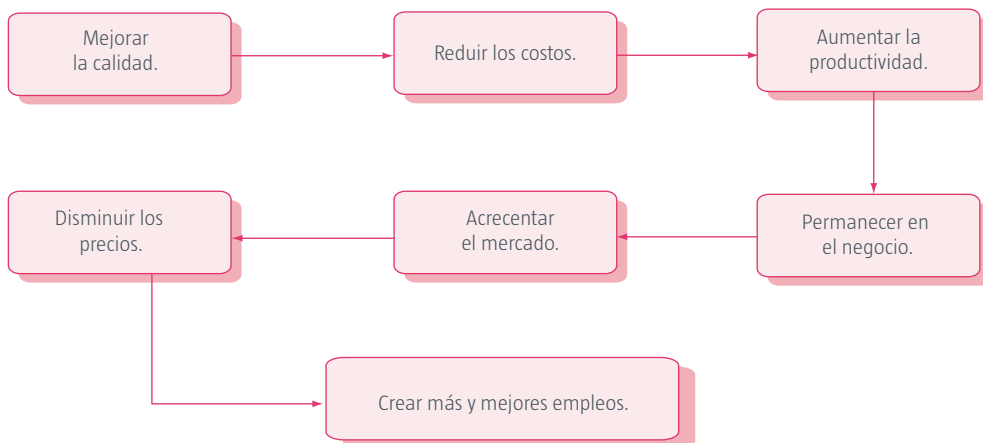 Mejorar
la calidad.
Reduir los costos.
Aumentar la
productividad.
Permanecer en
el negocio.
Acrecentar
el mercado.
Disminuir los
precios.
Crear más y mejores empleos.